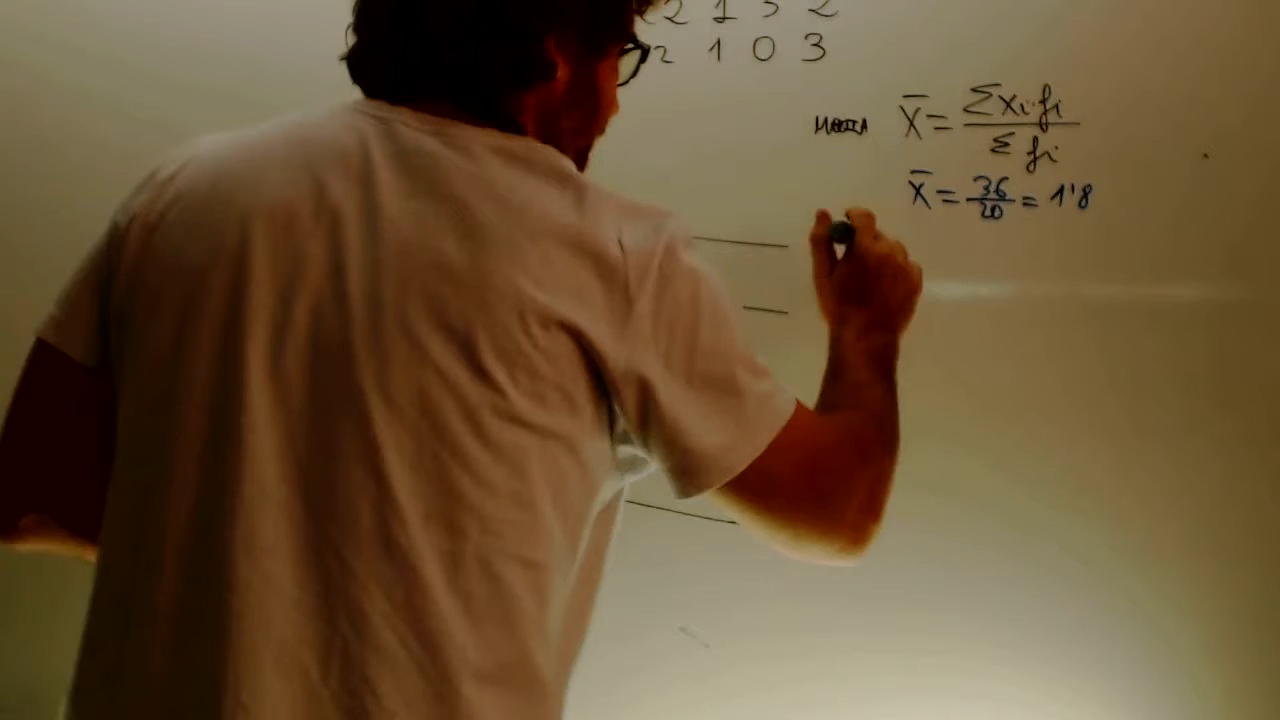 2 1 3 2
2 1 0 3
MEDIA x̄ = Σxi·fi / Σfi
x̄ = 36/20 = 1'8